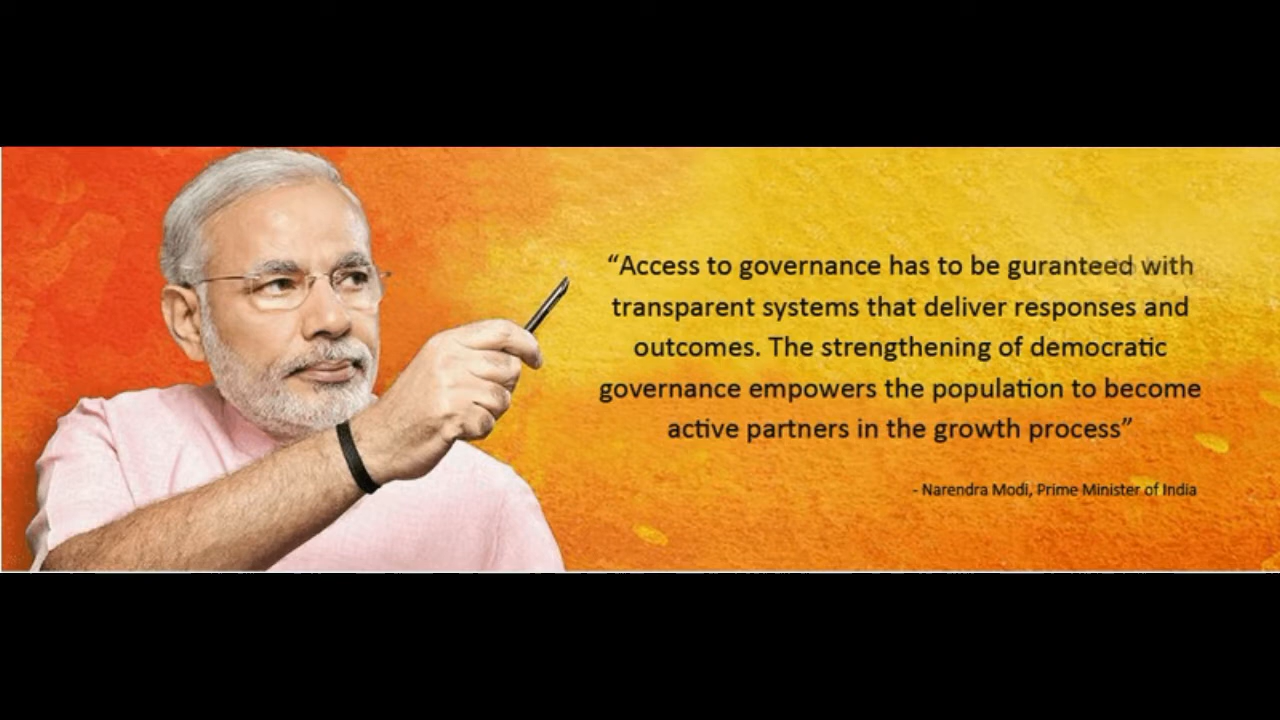 “Access to governance has to be guranteed with
transparent systems that deliver responses and
outcomes. The strengthening of democratic
governance empowers the population to become
active partners in the growth process”
- Narendra Modi, Prime Minister of India